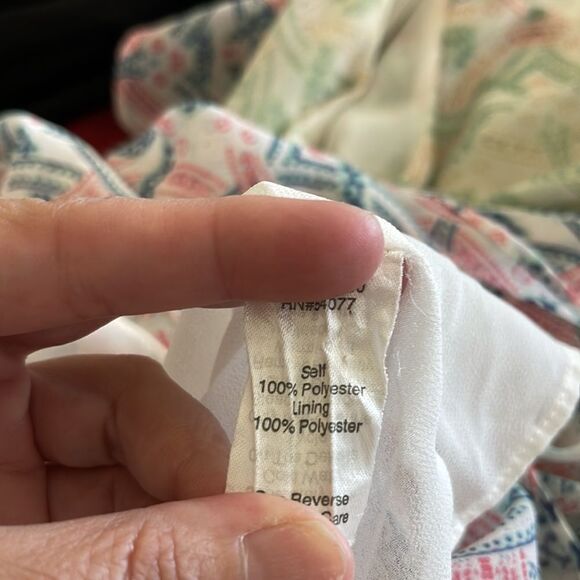 RN#54077
Self
100% Polyester
Lining
100% Polyester
Reverse
Care